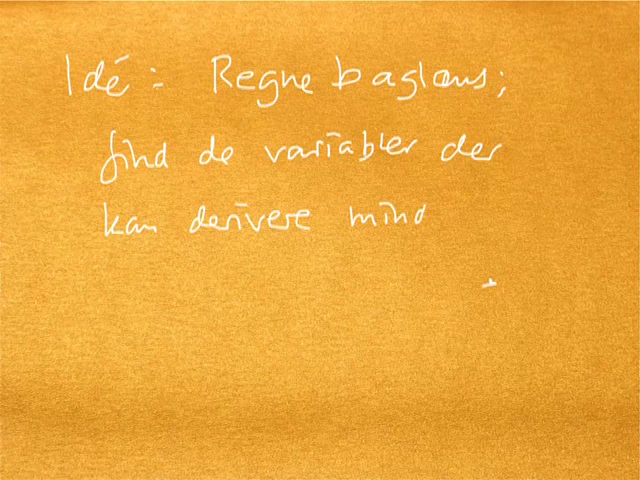 Idé: Regne baglæns;
find de variabler der
kan derivere mind